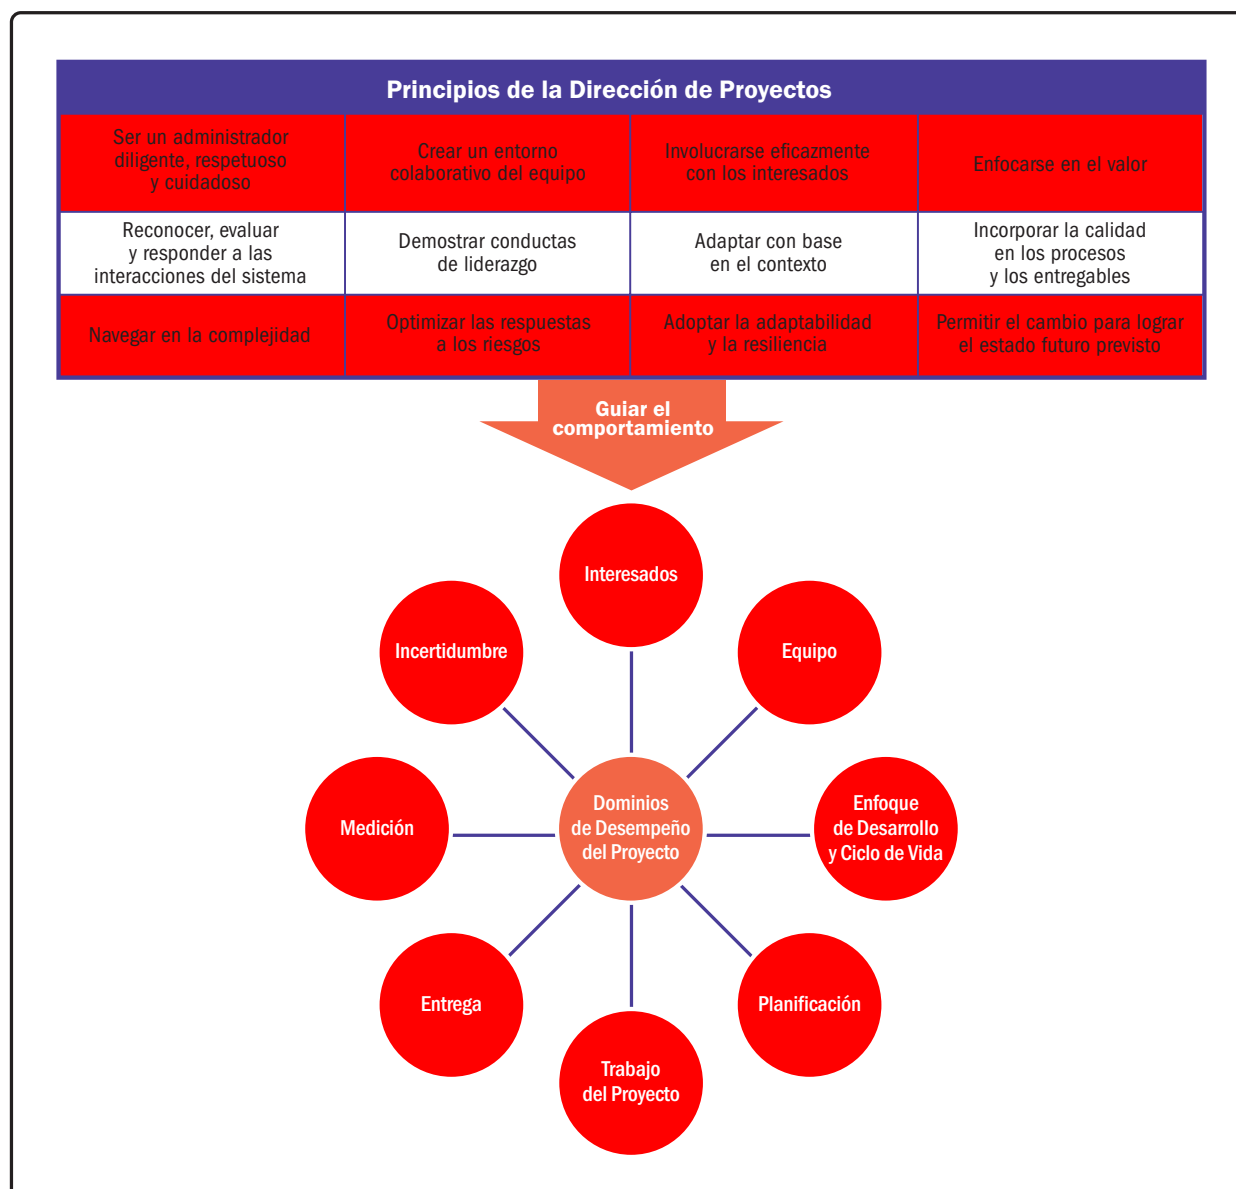 Principios de la Dirección de Proyectos
Ser un administrador
diligente, respetuoso
y cuidadoso
Crear un entorno
colaborativo del equipo
Involucrarse eficazmente
con los interesados
Enfocarse en el valor
Reconocer, evaluar
y responder a las
interacciones del sistema
Demostrar conductas
de liderazgo
Adaptar con base
en el contexto
Incorporar la calidad
en los procesos
y los entregables
Navegar en la complejidad
Optimizar las respuestas
a los riesgos
Adoptar la adaptabilidad
y la resiliencia
Permitir el cambio para lograr
el estado futuro previsto
Guiar el
comportamiento
Interesados
Incertidumbre
Equipo
Medición
Dominios
de Desempeño
del Proyecto
Enfoque
de Desarrollo
y Ciclo de Vida
Entrega
Planificación
Trabajo
del Proyecto